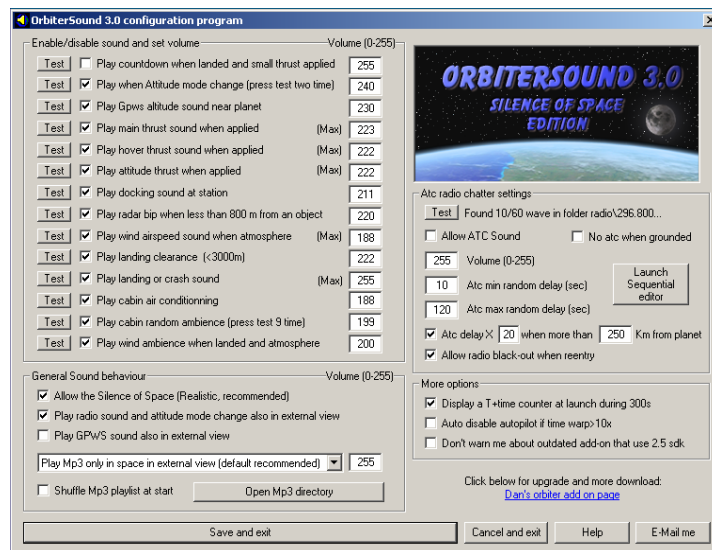 OrbiterSound 3.0 configuration program
Enable/disable sound and set volume Volume (0-255)
Test Play countdown when landed and small thrust applied 255
Test Play when Attitude mode change (press test two time) 240
Test Play Gpws altitude sound near planet 230
Test Play main thrust sound when applied (Max) 223
Test Play hover thrust sound when applied (Max) 222
Test Play attitude thrust when applied (Max) 222
Test Play docking sound at station 211
Test Play radar bip when less than 800 m from an object 220
Test Play wind airspeed sound when atmosphere (Max) 188
Test Play landing clearance (<3000m) 222
Test Play landing or crash sound (Max) 255
Test Play cabin air conditionning 188
Test Play cabin random ambience (press test 9 time) 199
Test Play wind ambience when landed and atmosphere 200
General Sound behaviour Volume (0-255)
Allow the Silence of Space (Realistic, recommended)
Play radio sound and attitude mode change also in external view
Play GPWS sound also in external view
Play Mp3 only in space in external view (default recommended) 255
Shuffle Mp3 playlist at start Open Mp3 directory
ORBITERSOUND 3.0
SILENCE OF SPACE
EDITION
Atc radio chatter settings
Test Found 10/60 wave in folder radio\296.800...
Allow ATC Sound No atc when grounded
255 Volume (0-255)
10 Atc min random delay (sec)
120 Atc max random delay (sec)
Launch
Sequential
editor
Atc delay X 20 when more than 250 Km from planet
Allow radio black-out when reentry
More options
Display a T+time counter at launch during 300s
Auto disable autopilot if time warp>10x
Don't warn me about outdated add-on that use 2.5 sdk
Click below for upgrade and more download:
Dan's orbiter add on page
Save and exit Cancel and exit Help E-Mail me